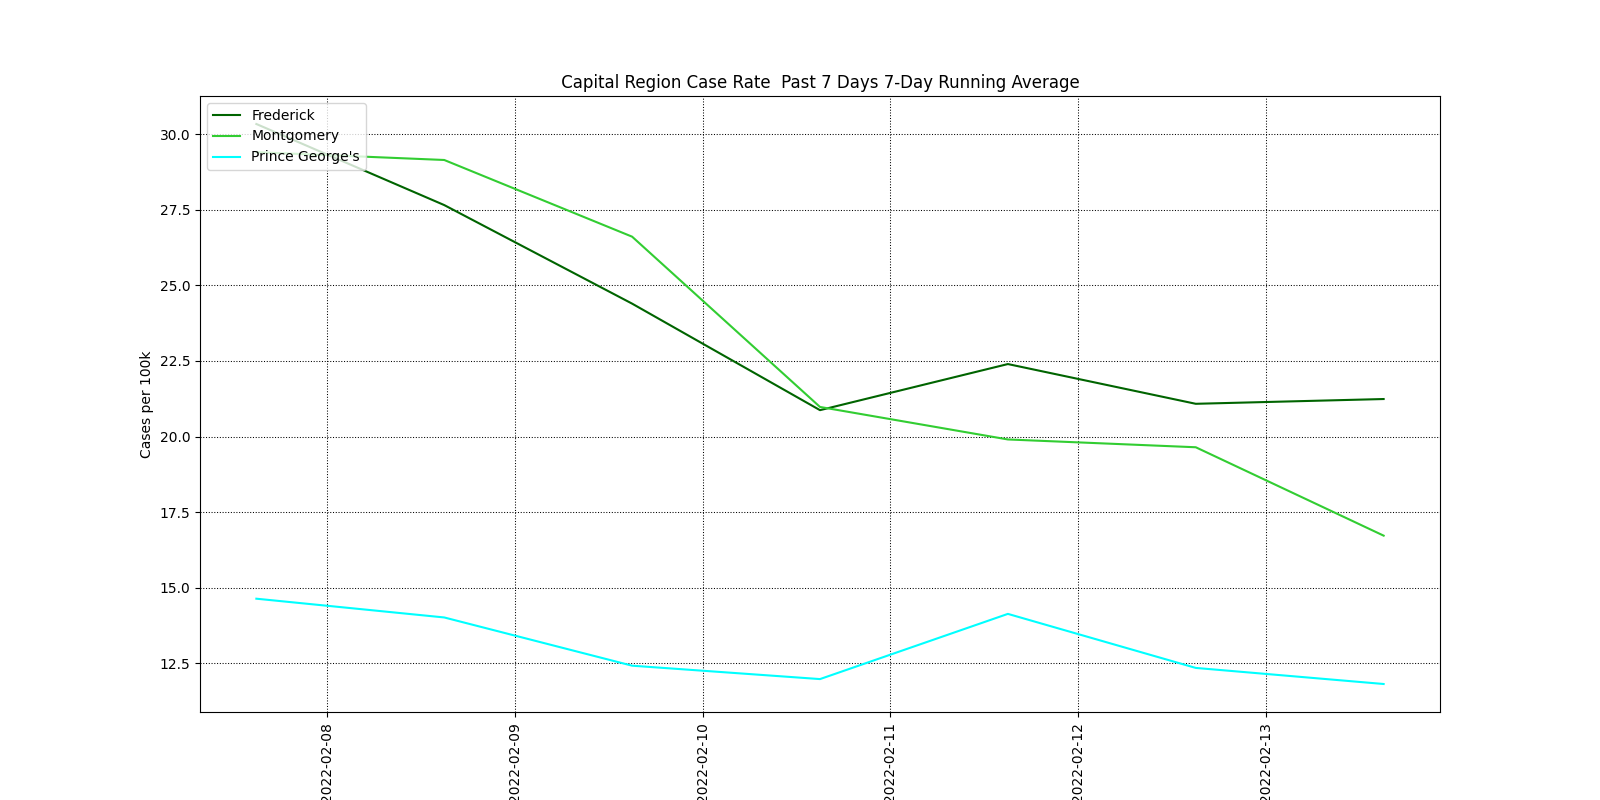 Capital Region Case Rate  Past 7 Days 7-Day Running Average
Frederick
Montgomery
Prince George's
Cases per 100k
30.0
27.5
25.0
22.5
20.0
17.5
15.0
12.5
2022-02-08
2022-02-09
2022-02-10
2022-02-11
2022-02-12
2022-02-13